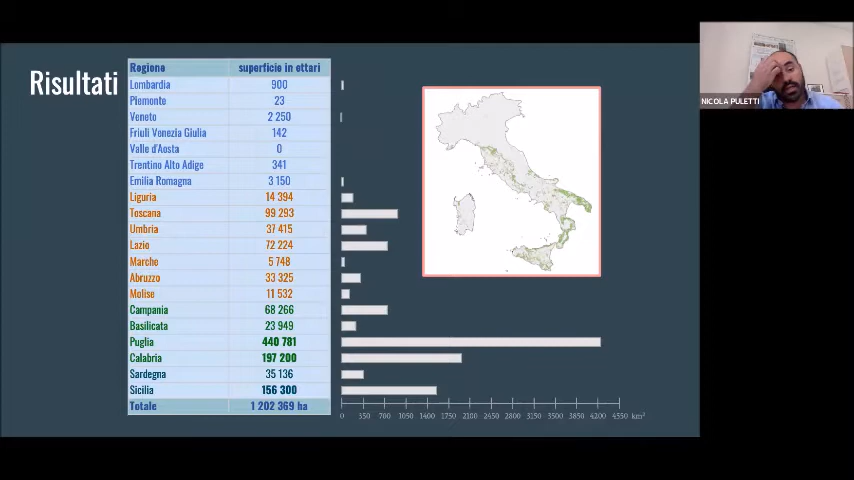 Risultati
Regione superficie in ettari
Lombardia 900
Piemonte 23
Veneto 2 250
Friuli Venezia Giulia 142
Valle d'Aosta 0
Trentino Alto Adige 341
Emilia Romagna 3 150
Liguria 14 394
Toscana 99 293
Umbria 37 415
Lazio 72 224
Marche 5 748
Abruzzo 33 325
Molise 11 532
Campania 68 266
Basilicata 23 949
Puglia 440 781
Calabria 197 200
Sardegna 35 136
Sicilia 156 300
Totale 1 202 369 ha
0 350 700 1050 1400 1750 2100 2450 2800 3150 3500 3850 4200 4550 km²
NICOLA PULETTI